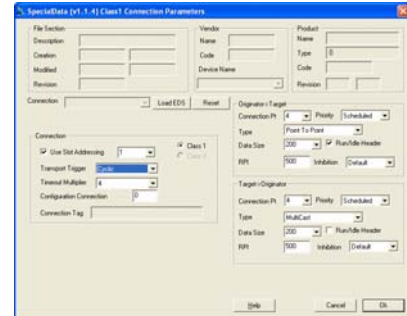 SpecialData (v1.1.4) Class1 Connection Parameters
File Section
Description
Creation
Modified
Revision
Vendor
Name
Code
Device Name
Product
Name
Type 0
Code
Revision
Connection
Load EDS
Reset
Connection
Use Slot Addressing 1
Class 1
Transport Trigger Cyclic
Timeout Multiplier 4
Configuration Connection 0
Connection Tag
Originator>Target
Connection Pt 4 Priority Scheduled
Type Point To Point
Data Size 200 Run/Idle Header
RPI 500 Inhibition Default
Target>Originator
Connection Pt 4 Priority Scheduled
Type MultiCast
Data Size 200 Run/Idle Header
RPI 500 Inhibition Default
Help
Cancel
Ok